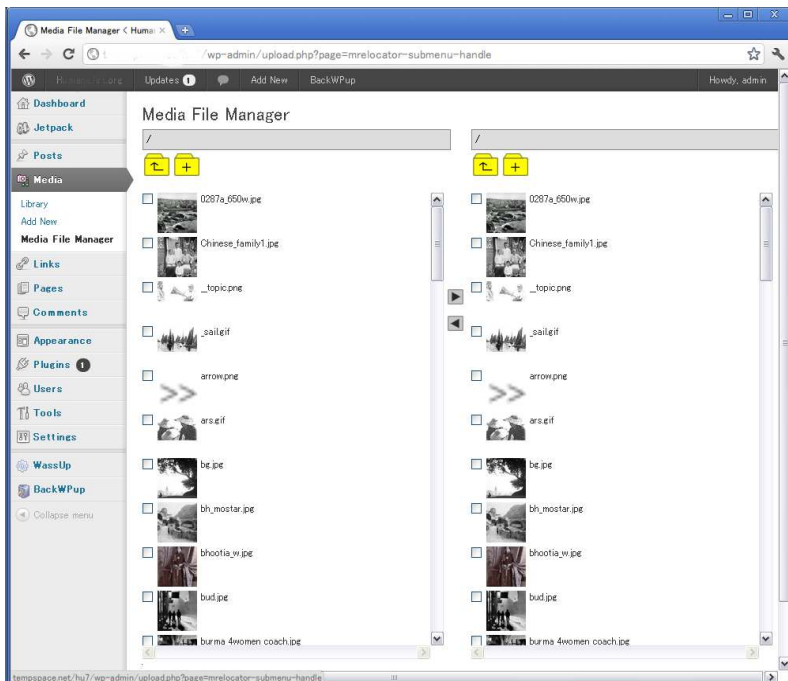 Media File Manager < Humai
/wp-admin/upload.php?page=mrelocator-submenu-handle
Updates 1 Add New BackWPup Howdy, admin
Dashboard
Jetpack
Posts
Media
Library
Add New
Media File Manager
Links
Pages
Comments
Appearance
Plugins 1
Users
Tools
Settings
WassUp
BackWPup
Collapse menu
Media File Manager
/
0287a_650w.jpg
Chinese_family1.jpg
_topic.png
_sail.gif
arrow.png
ars.gif
bg.jpg
bh_mostar.jpg
bhootia_w.jpg
bud.jpg
burma 4women coach.jpg
/
0287a_650w.jpg
Chinese_family1.jpg
_topic.png
_sail.gif
arrow.png
ars.gif
bg.jpg
bh_mostar.jpg
bhootia_w.jpg
bud.jpg
burma 4women coach.jpg
tempspace.net/hu7/wp-admin/upload.php?page=mrelocator-submenu-handle